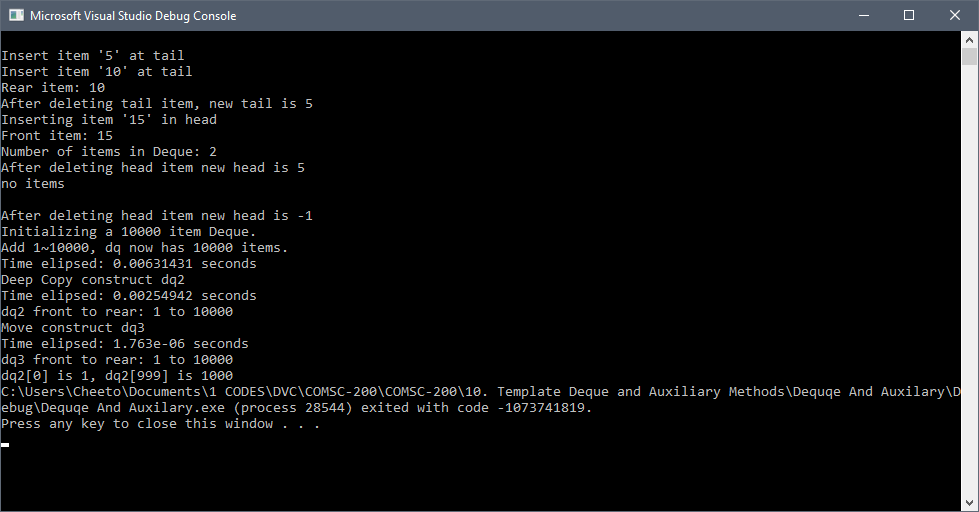 Microsoft Visual Studio Debug Console
Insert item '5' at tail
Insert item '10' at tail
Rear item: 10
After deleting tail item, new tail is 5
Inserting item '15' in head
Front item: 15
Number of items in Deque: 2
After deleting head item new head is 5
no items
After deleting head item new head is -1
Initializing a 10000 item Deque.
Add 1~10000, dq now has 10000 items.
Time elipsed: 0.00631431 seconds
Deep Copy construct dq2
Time elipsed: 0.00254942 seconds
dq2 front to rear: 1 to 10000
Move construct dq3
Time elipsed: 1.763e-06 seconds
dq3 front to rear: 1 to 10000
dq2[0] is 1, dq2[999] is 1000
C:\Users\Cheeto\Documents\1 CODES\DVC\COMSC-200\COMSC-200\10. Template Deque and Auxiliary Methods\Dequqe And Auxilary\D
ebug\Dequqe And Auxilary.exe (process 28544) exited with code -1073741819.
Press any key to close this window . . .